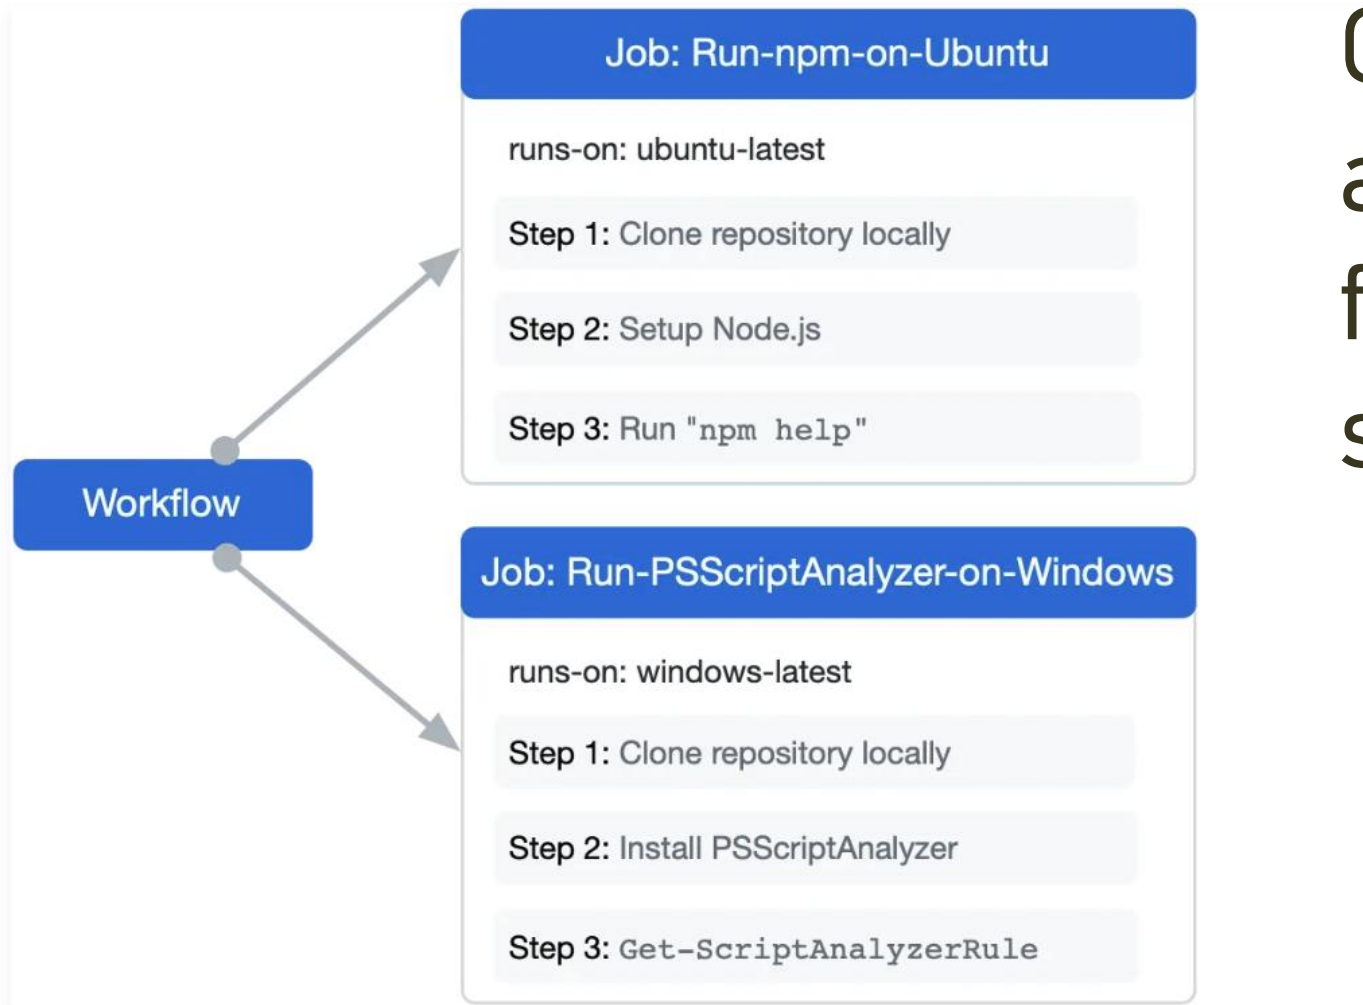 Job: Run-npm-on-Ubuntu
runs-on: ubuntu-latest
Step 1: Clone repository locally
Step 2: Setup Node.js
Step 3: Run "npm help"
Workflow
Job: Run-PSScriptAnalyzer-on-Windows
runs-on: windows-latest
Step 1: Clone repository locally
Step 2: Install PSScriptAnalyzer
Step 3: Get-ScriptAnalyzerRule